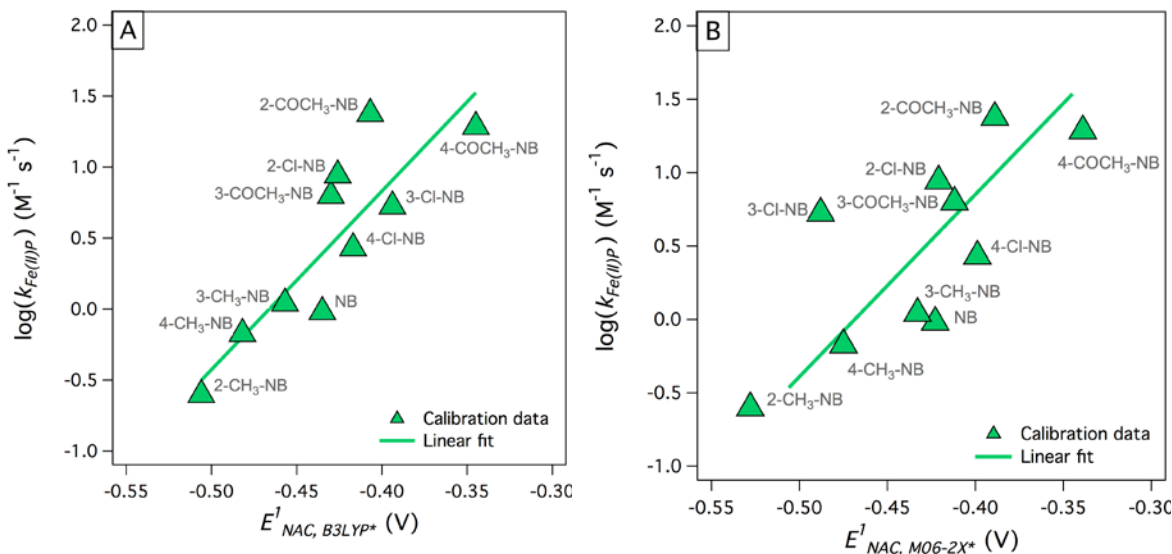 A
2.0
1.5
1.0
0.5
0.0
-0.5
-1.0
log(k_Fe(II)P) (M⁻¹ s⁻¹)
2-COCH₃-NB
4-COCH₃-NB
2-Cl-NB
3-COCH₃-NB
3-Cl-NB
4-Cl-NB
3-CH₃-NB
NB
4-CH₃-NB
2-CH₃-NB
Calibration data
Linear fit
-0.55 -0.50 -0.45 -0.40 -0.35 -0.30
E¹ NAC, B3LYP* (V)
B
2.0
1.5
1.0
0.5
0.0
-0.5
-1.0
log(k_Fe(II)P) (M⁻¹ s⁻¹)
2-COCH₃-NB
4-COCH₃-NB
2-Cl-NB
3-Cl-NB
3-COCH₃-NB
4-Cl-NB
3-CH₃-NB
NB
4-CH₃-NB
2-CH₃-NB
Calibration data
Linear fit
-0.55 -0.50 -0.45 -0.40 -0.35 -0.30
E¹ NAC, M06-2X* (V)